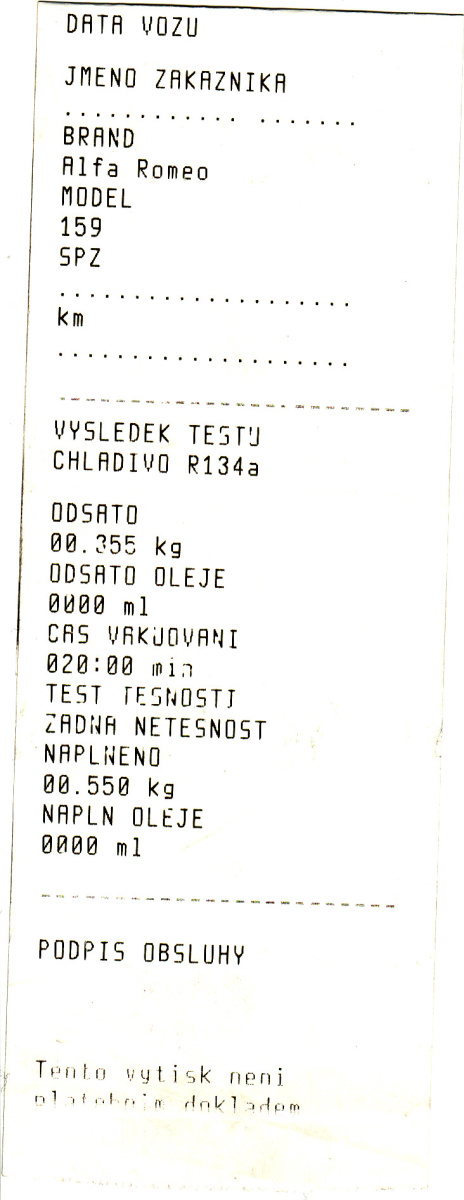 DATA VOZU
JMENO ZAKAZNIKA
............ .......
BRAND
Alfa Romeo
MODEL
159
SPZ
....................
km
....................
VYSLEDEK TESTU
CHLADIVO R134a
ODSATO
00.355 kg
ODSATO OLEJE
0000 ml
CAS VAKUOVANI
020:00 min
TEST TESNOSTI
ZADNA NETESNOST
NAPLNENO
00.550 kg
NAPLN OLEJE
0000 ml
PODPIS OBSLUHY
Tento vytisk neni
platebnim dokladem